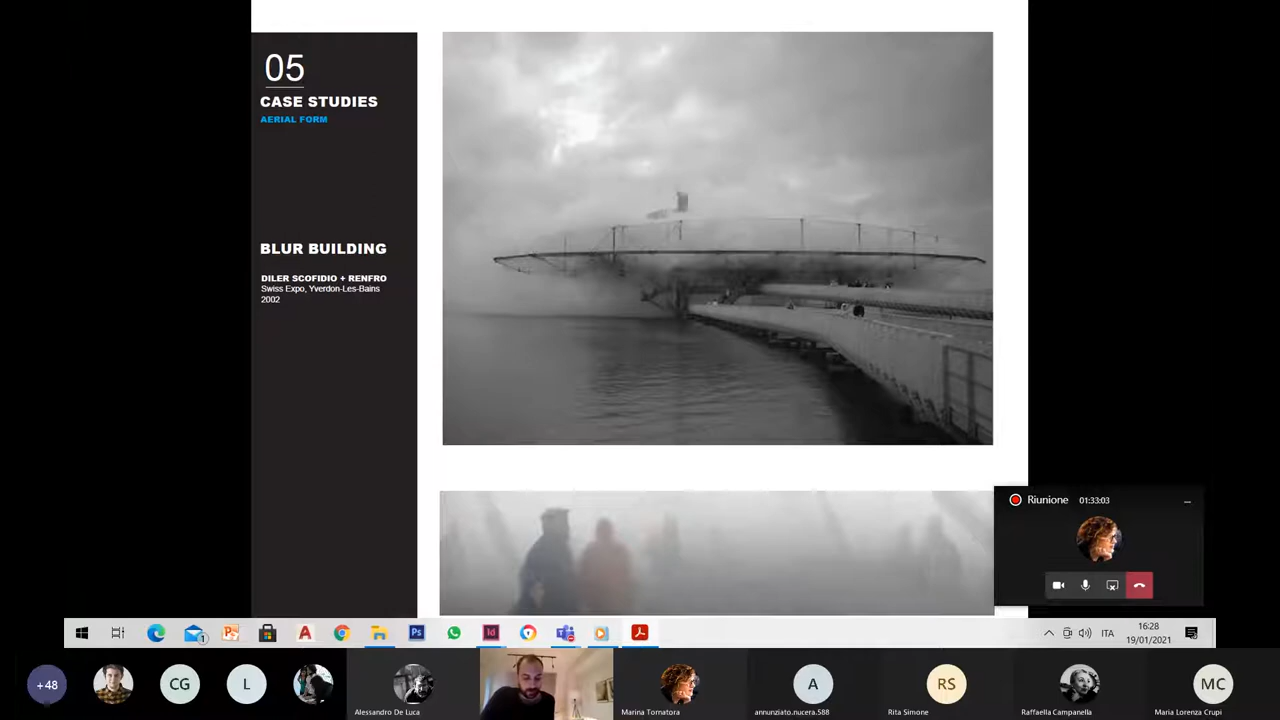 05
CASE STUDIES
AERIAL FORM
BLUR BUILDING
DILER SCOFIDIO + RENFRO
Swiss Expo, Yverdon-Les-Bains
2002
Riunione 01:33:03
1
ITA
16:28
19/01/2021
+48
CG
L
A
RS
MC
Alessandro De Luca
Marina Tornatora
annunziato.nucera.588
Rita Simone
Raffaella Campanella
Maria Lorenza Crupi